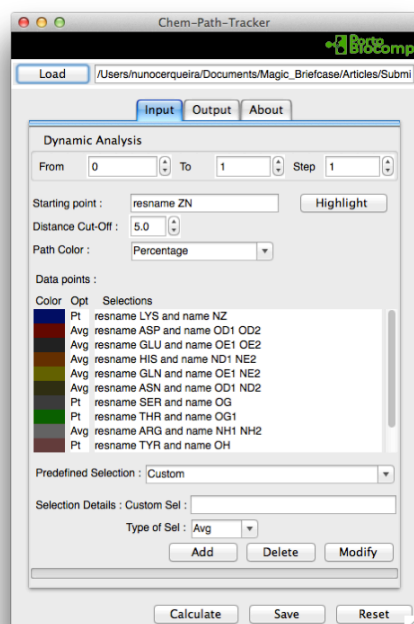 Chem-Path-Tracker
Porto
Biocomp
Load /Users/nunocerqueira/Documents/Magic_Briefcase/Articles/Submi
Input Output About
Dynamic Analysis
From 0 To 1 Step 1
Starting point : resname ZN Highlight
Distance Cut-Off : 5.0
Path Color : Percentage
Data points :
Color Opt Selections
Pt resname LYS and name NZ
Avg resname ASP and name OD1 OD2
Avg resname GLU and name OE1 OE2
Avg resname HIS and name ND1 NE2
Avg resname GLN and name OE1 NE2
Avg resname ASN and name OD1 ND2
Pt resname SER and name OG
Pt resname THR and name OG1
Avg resname ARG and name NH1 NH2
Pt resname TYR and name OH
Predefined Selection : Custom
Selection Details : Custom Sel :
Type of Sel : Avg
Add Delete Modify
Calculate Save Reset